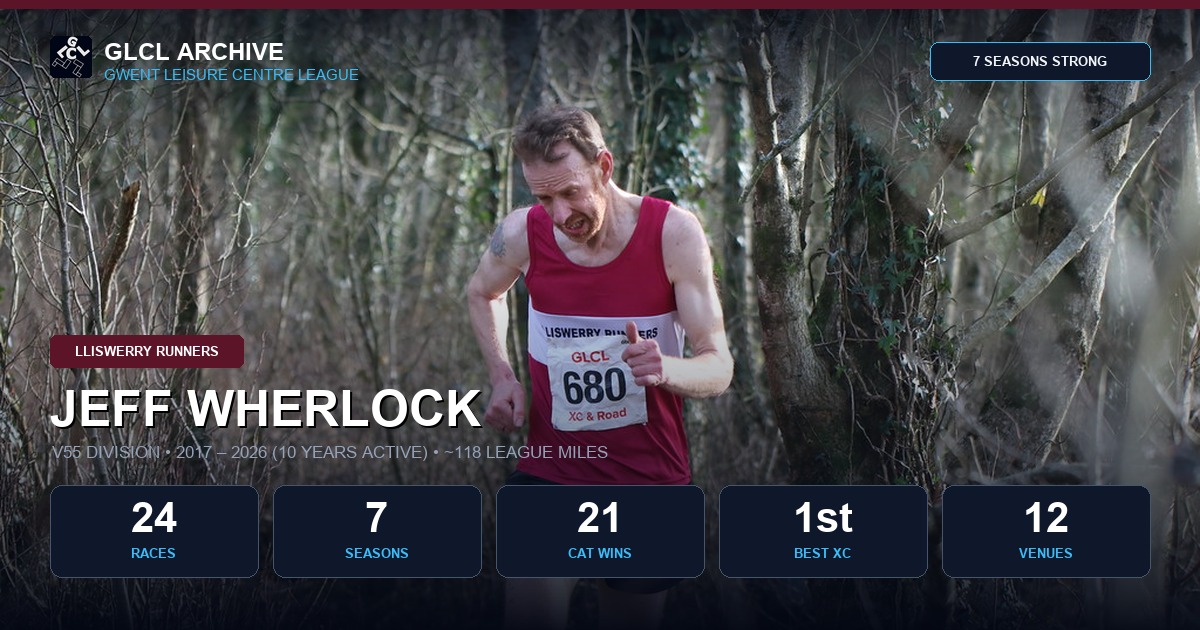 GC
GLCL ARCHIVE
GWENT LEISURE CENTRE LEAGUE
7 SEASONS STRONG
LISWERRY RUNNERS
GLCL
680
XC & Road
LLISWERRY RUNNERS
JEFF WHERLOCK
V55 DIVISION • 2017 – 2026 (10 YEARS ACTIVE) • ~118 LEAGUE MILES
24
RACES
7
SEASONS
21
CAT WINS
1st
BEST XC
12
VENUES